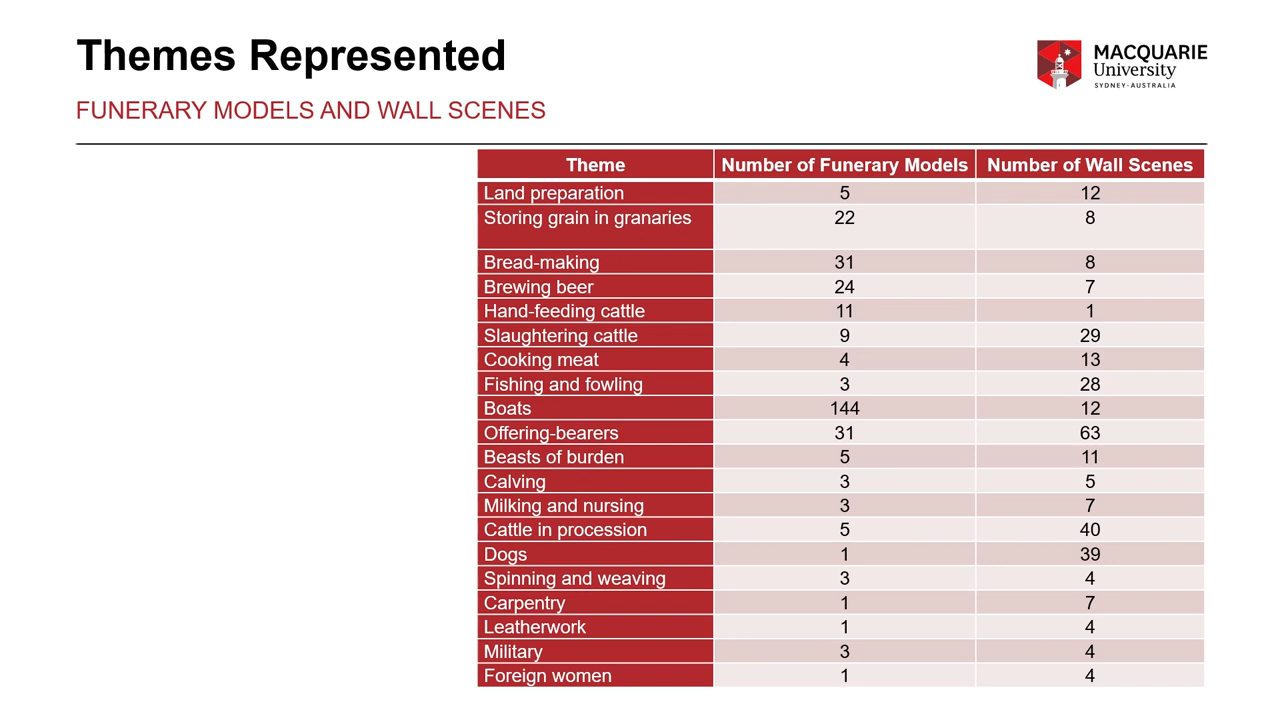 Themes Represented
FUNERARY MODELS AND WALL SCENES
MACQUARIE
University
SYDNEY·AUSTRALIA
Theme Number of Funerary Models Number of Wall Scenes
Land preparation 5 12
Storing grain in granaries 22 8
Bread-making 31 8
Brewing beer 24 7
Hand-feeding cattle 11 1
Slaughtering cattle 9 29
Cooking meat 4 13
Fishing and fowling 3 28
Boats 144 12
Offering-bearers 31 63
Beasts of burden 5 11
Calving 3 5
Milking and nursing 3 7
Cattle in procession 5 40
Dogs 1 39
Spinning and weaving 3 4
Carpentry 1 7
Leatherwork 1 4
Military 3 4
Foreign women 1 4